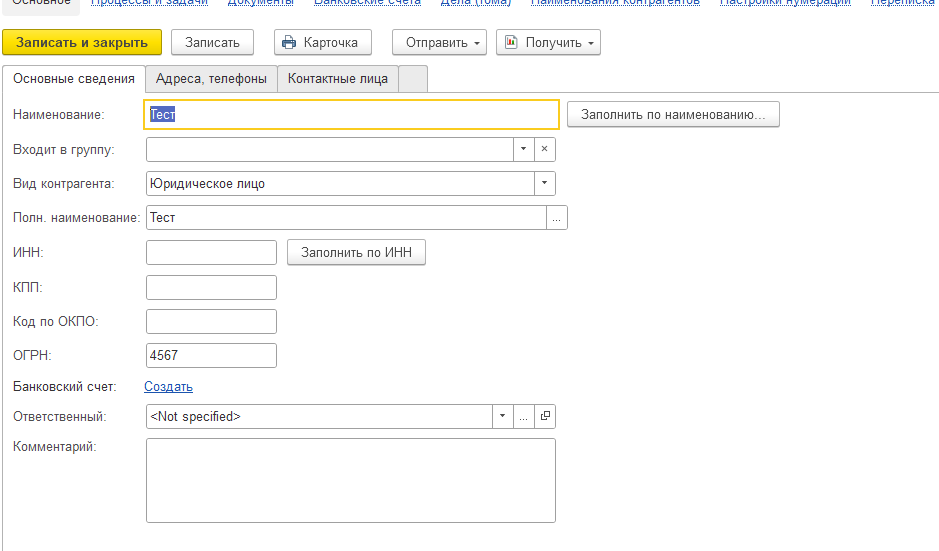 Основное Процессы и задачи Документы Банковские счета Дела (тома) Наименования контрагентов Настройки нумерации Переписка
Записать и закрыть Записать Карточка Отправить Получить
Основные сведения Адреса, телефоны Контактные лица
Наименование: Тест Заполнить по наименованию...
Входит в группу:
Вид контрагента: Юридическое лицо
Полн. наименование: Тест ...
ИНН: Заполнить по ИНН
КПП:
Код по ОКПО:
ОГРН: 4567
Банковский счет: Создать
Ответственный: <Not specified> ...
Комментарий: